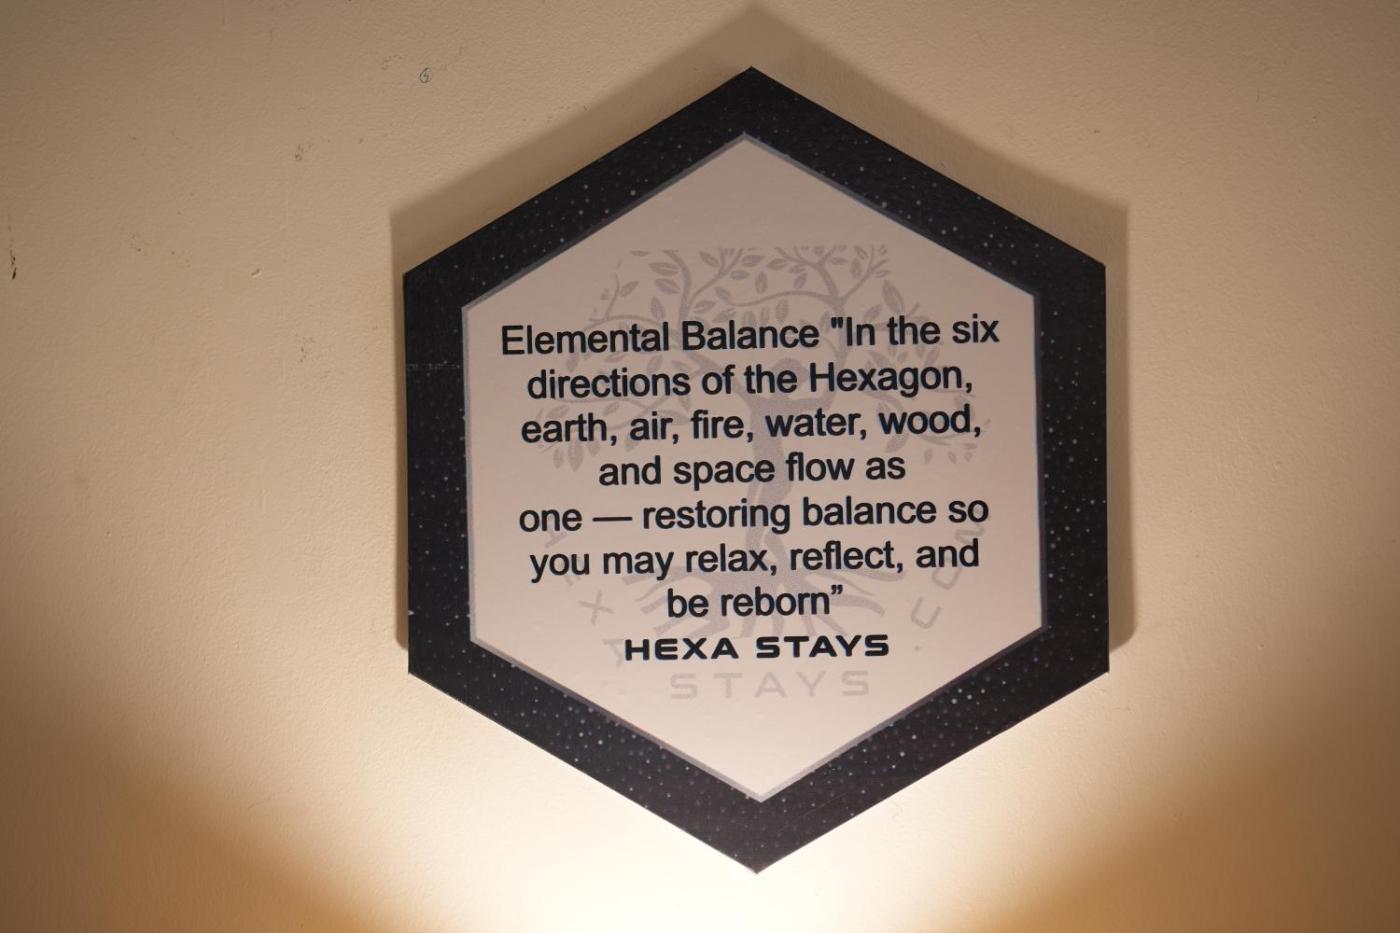 Elemental Balance "In the six
directions of the Hexagon,
earth, air, fire, water, wood,
and space flow as
one — restoring balance so
you may relax, reflect, and
be reborn”
HEXA STAYS
STAYS